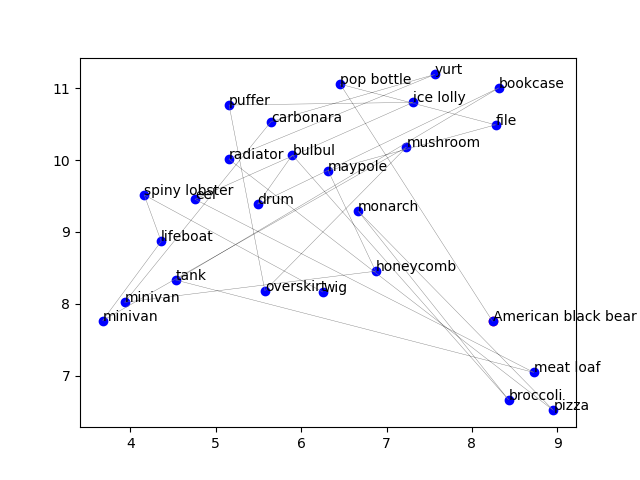 yurt
pop bottle
bookcase
11
ice lolly
puffer
carbonara
file
mushroom
radiator
bulbul
10
maypole
spiny lobster
eel
drum
monarch
lifeboat
9
honeycomb
tank
overskirt
twig
minivan
8
minivan
American black bear
meat loaf
7
broccoli
pizza
4
5
6
7
8
9